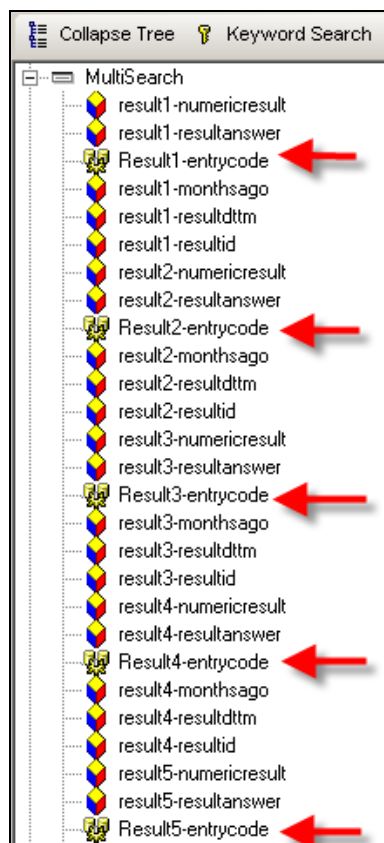 Collapse Tree Keyword Search
MultiSearch
result1-numericresult
result1-resultanswer
Result1-entrycode
result1-monthsago
result1-resultdttm
result1-resultid
result2-numericresult
result2-resultanswer
Result2-entrycode
result2-monthsago
result2-resultdttm
result2-resultid
result3-numericresult
result3-resultanswer
Result3-entrycode
result3-monthsago
result3-resultdttm
result3-resultid
result4-numericresult
result4-resultanswer
Result4-entrycode
result4-monthsago
result4-resultdttm
result4-resultid
result5-numericresult
result5-resultanswer
Result5-entrycode